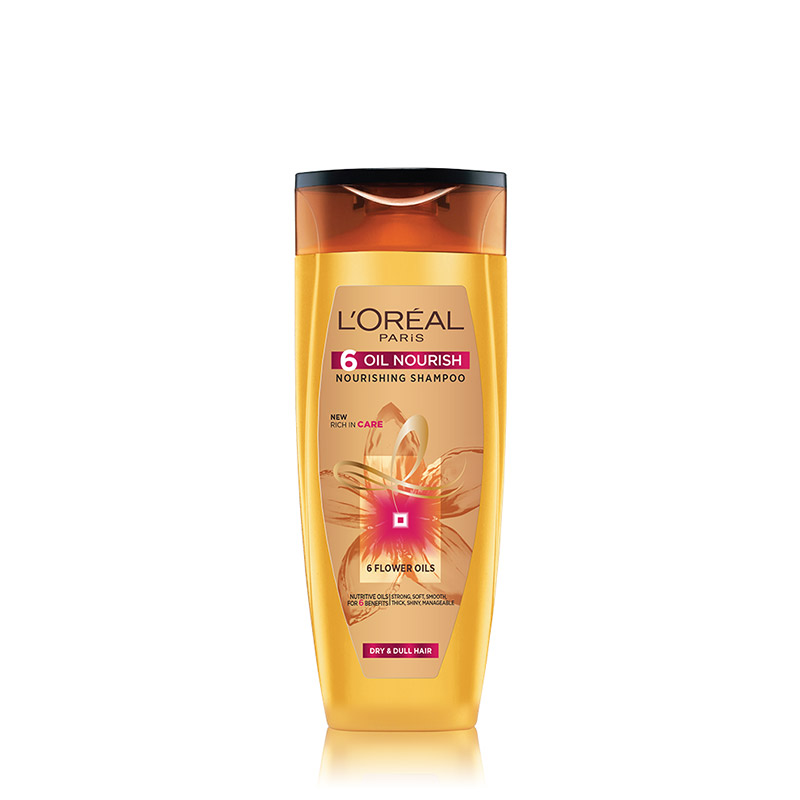 L'ORÉAL
PARiS
6 OIL NOURISH
NOURISHING SHAMPOO
NEW
RICH IN CARE
6 FLOWER OILS
NUTRITIVE OILS
FOR 6 BENEFITS
STRONG, SOFT, SMOOTH,
THICK, SHINY, MANAGEABLE
DRY & DULL HAIR